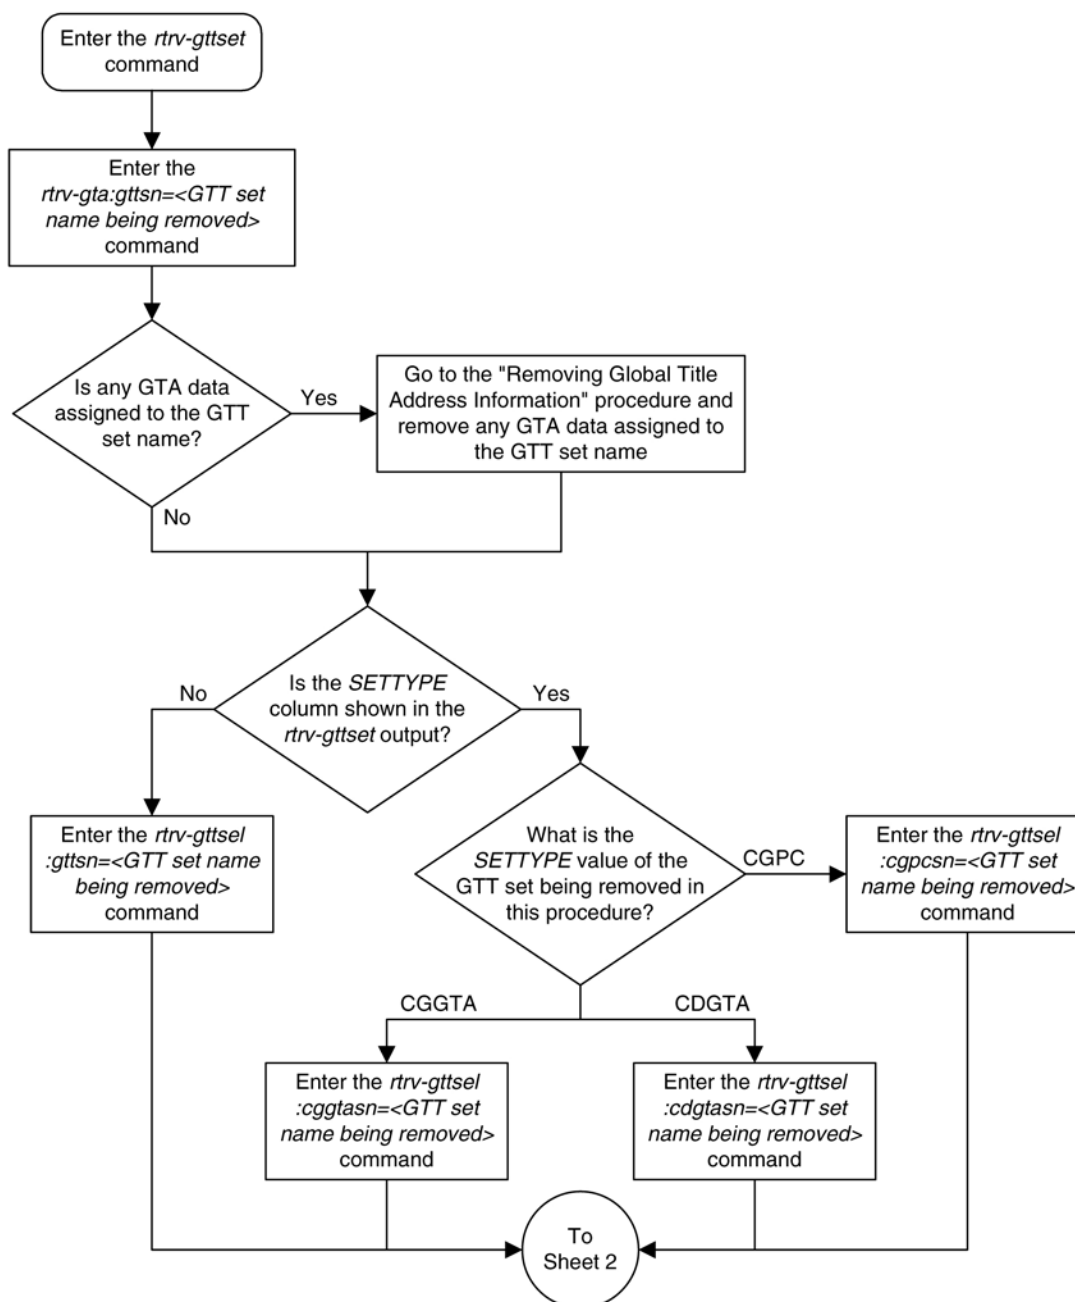 Enter the rtrv-gttset
command
Enter the
rtrv-gta:gttsn=<GTT set
name being removed>
command
Is any GTA data
assigned to the GTT
set name?
Yes
Go to the "Removing Global Title
Address Information" procedure and
remove any GTA data assigned to
the GTT set name
No
Is the SETTYPE
column shown in the
rtrv-gttset output?
No
Yes
Enter the rtrv-gttsel
:gttsn=<GTT set name
being removed>
command
What is the
SETTYPE value of the
GTT set being removed in
this procedure?
CGPC
Enter the rtrv-gttsel
:cgpcsn=<GTT set
name being removed>
command
CGGTA
CDGTA
Enter the rtrv-gttsel
:cggtasn=<GTT set
name being removed>
command
Enter the rtrv-gttsel
:cdgtasn=<GTT set
name being removed>
command
To
Sheet 2